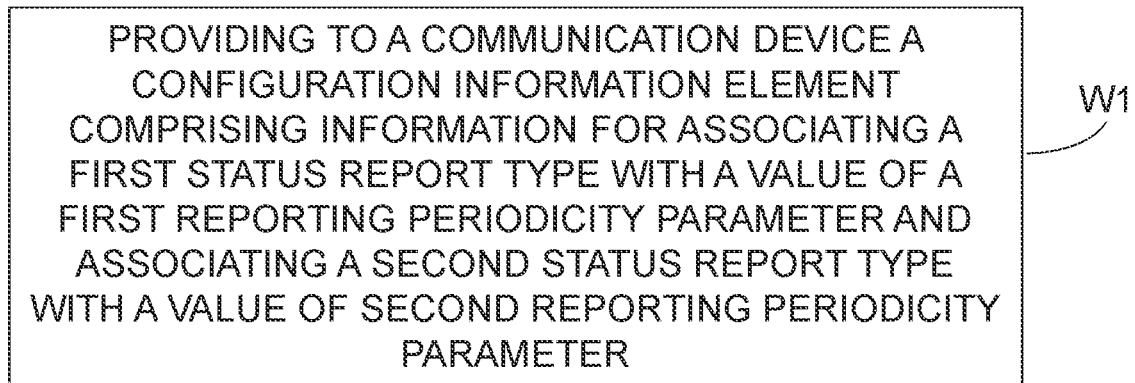 PROVIDING TO A COMMUNICATION DEVICE A
CONFIGURATION INFORMATION ELEMENT
COMPRISING INFORMATION FOR ASSOCIATING A
FIRST STATUS REPORT TYPE WITH A VALUE OF A
FIRST REPORTING PERIODICITY PARAMETER AND
ASSOCIATING A SECOND STATUS REPORT TYPE
WITH A VALUE OF SECOND REPORTING PERIODICITY
PARAMETER
W1